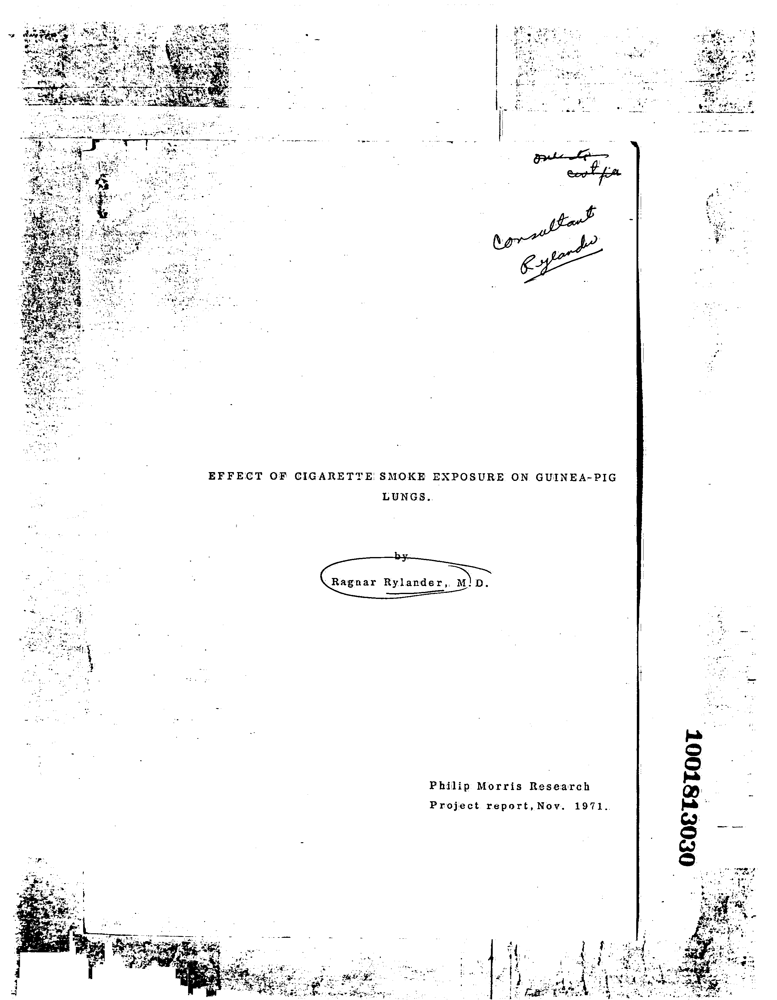 Consultant
Rylander
EFFECT OF CIGARETTE SMOKE EXPOSURE ON GUINEA-PIG
LUNGS.
by
Ragnar Rylander, M.D.
Philip Morris Research
Project report, Nov. 1971.
1001813030